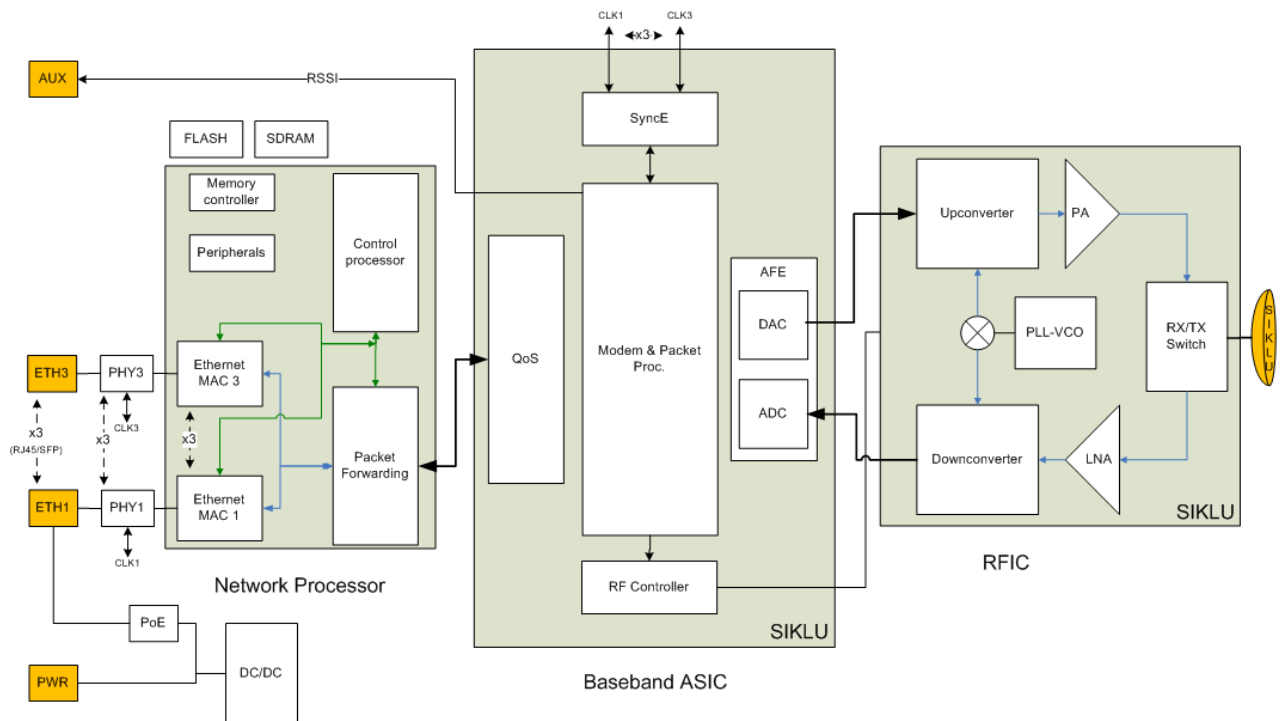 CLK1
CLK3
x3
AUX
RSSI
SyncE
FLASH
SDRAM
Memory
controller
Peripherals
Control
processor
Ethernet
MAC 3
ETH3
PHY3
CLK3
x3
(RJ45/SFP)
x3
x3
Packet
Forwarding
ETH1
PHY1
Ethernet
MAC 1
CLK1
Network Processor
PoE
PWR
DC/DC
QoS
Modem & Packet
Proc.
AFE
DAC
ADC
RF Controller
SIKLU
Baseband ASIC
Upconverter
PA
PLL-VCO
RX/TX
Switch
SIKLU
Downconverter
LNA
SIKLU
RFIC